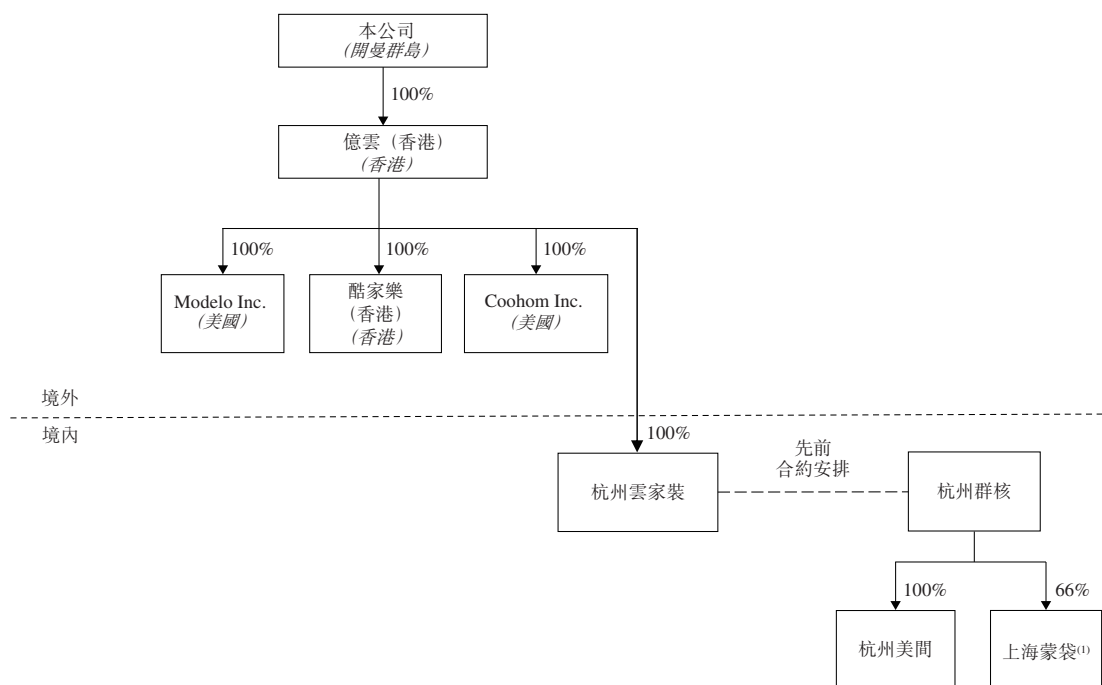 本公司
(開曼群島)
100%
億雲（香港）
(香港)
100%
100%
100%
Modelo Inc.
(美國)
酷家樂
(香港)
(香港)
Coohom Inc.
(美國)
境外
境內
100%
先前
合約安排
杭州雲家裝
杭州群核
100%
66%
杭州美間
上海蒙袋(1)